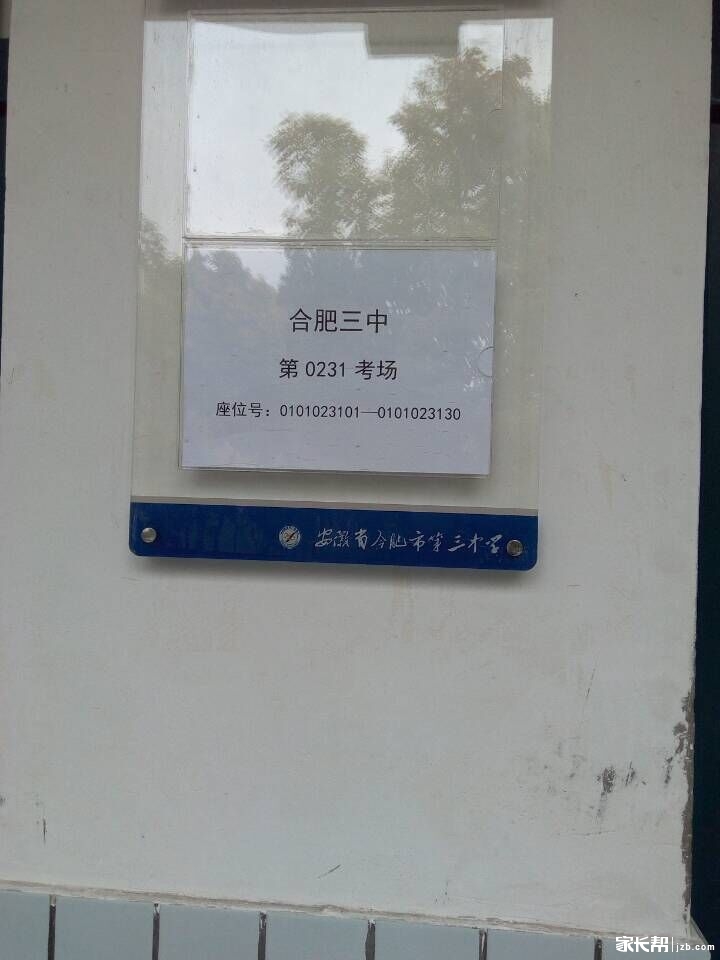 合肥三中
第 0231 考场
座位号：0101023101—0101023130
安徽省合肥市第三中学
家长帮 jzb.com